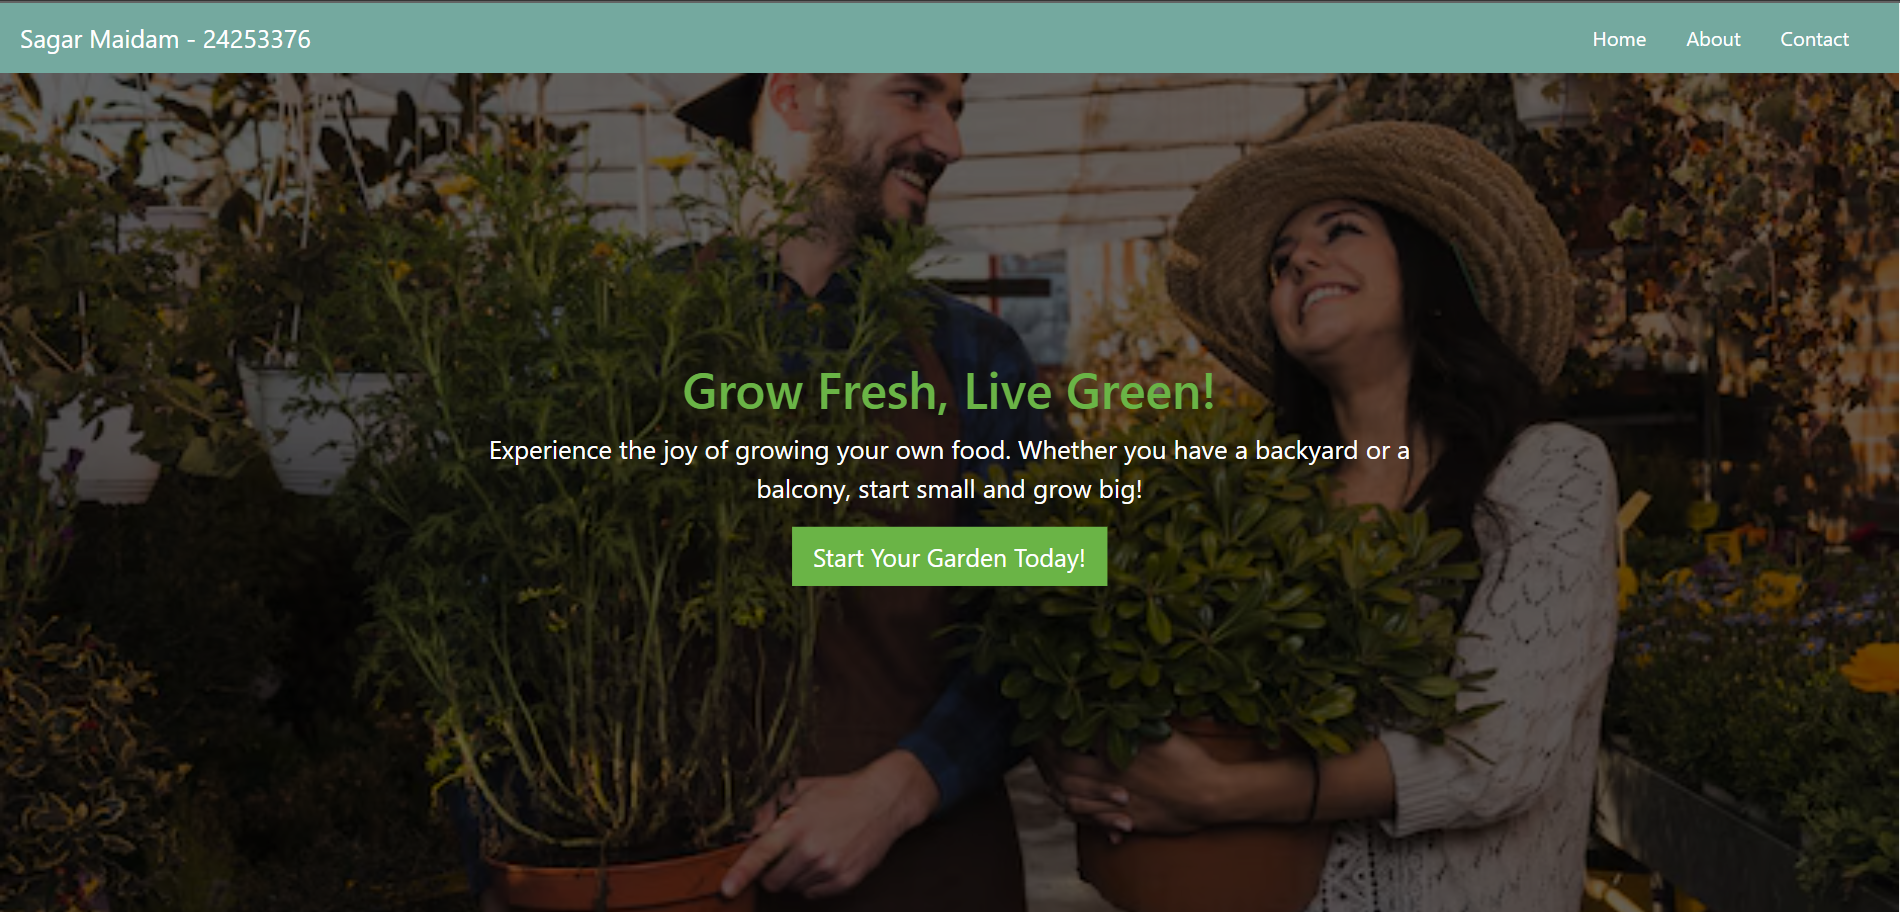 Sagar Maidam - 24253376
Home About Contact
Grow Fresh, Live Green!
Experience the joy of growing your own food. Whether you have a backyard or a
balcony, start small and grow big!
Start Your Garden Today!